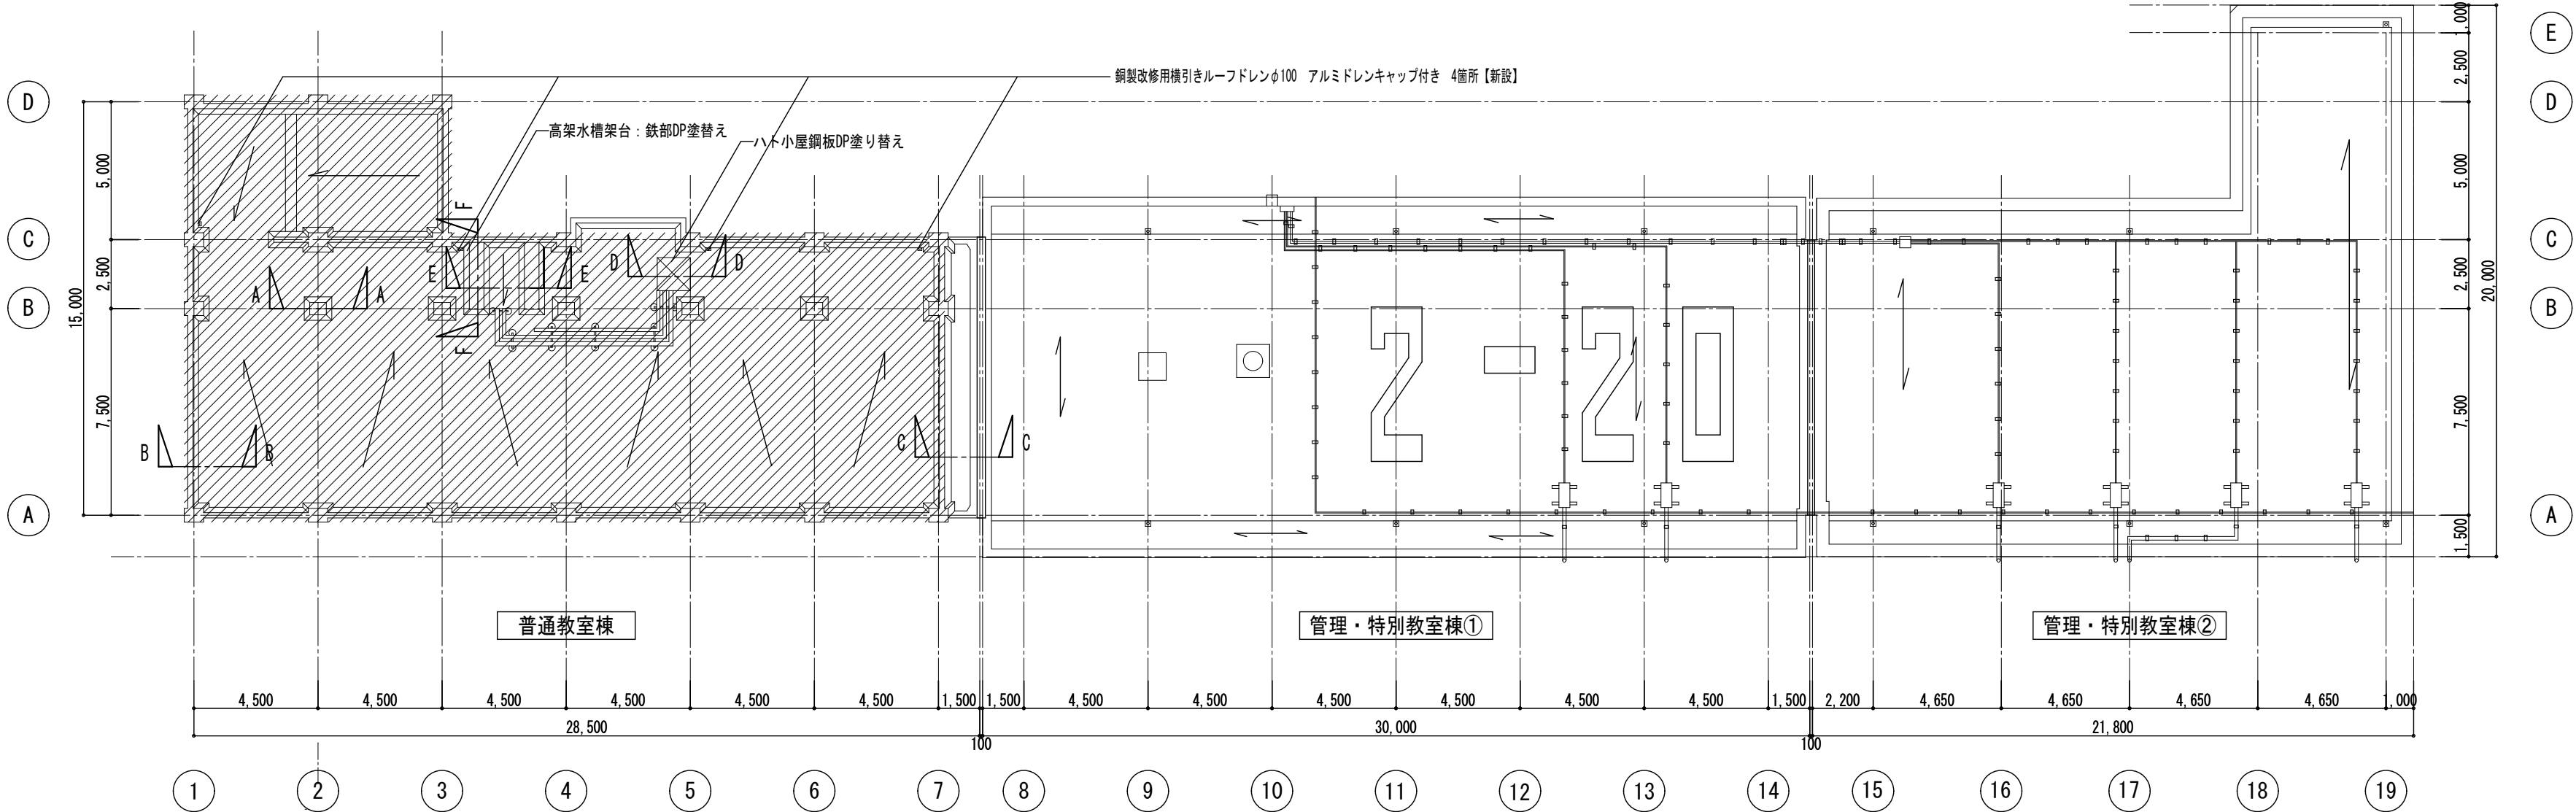 銅製改修用横引きルーフドレンφ100　アルミドレンキャップ付き　4箇所【新設】
高架水槽架台：鉄部DP塗替え
ハト小屋鋼板DP塗り替え
D
C
B
A
5,000
2,500
7,500
15,000
E
D
C
B
A
1,000
2,500
5,000
2,500
7,500
1,500
20,000
F
F
E
E
D
D
A
A
B
B
C
C
2-20
普通教室棟
管理・特別教室棟①
管理・特別教室棟②
4,500 4,500 4,500 4,500 4,500 4,500 1,500 1,500 4,500 4,500 4,500 4,500 4,500 4,500 1,500 2,200 4,650 4,650 4,650 4,650 1,000
28,500 30,000 21,800
100 100
1 2 3 4 5 6 7 8 9 10 11 12 13 14 15 16 17 18 19